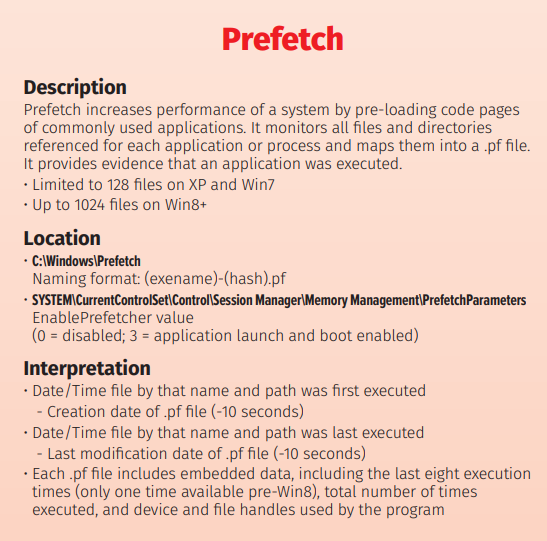 Prefetch
Description
Prefetch increases performance of a system by pre-loading code pages
of commonly used applications. It monitors all files and directories
referenced for each application or process and maps them into a .pf file.
It provides evidence that an application was executed.
• Limited to 128 files on XP and Win7
• Up to 1024 files on Win8+
Location
• C:\Windows\Prefetch
Naming format: (exename)-(hash).pf
• SYSTEM\CurrentControlSet\Control\Session Manager\Memory Management\PrefetchParameters
EnablePrefetcher value
(0 = disabled; 3 = application launch and boot enabled)
Interpretation
• Date/Time file by that name and path was first executed
- Creation date of .pf file (-10 seconds)
• Date/Time file by that name and path was last executed
- Last modification date of .pf file (-10 seconds)
• Each .pf file includes embedded data, including the last eight execution
times (only one time available pre-Win8), total number of times
executed, and device and file handles used by the program